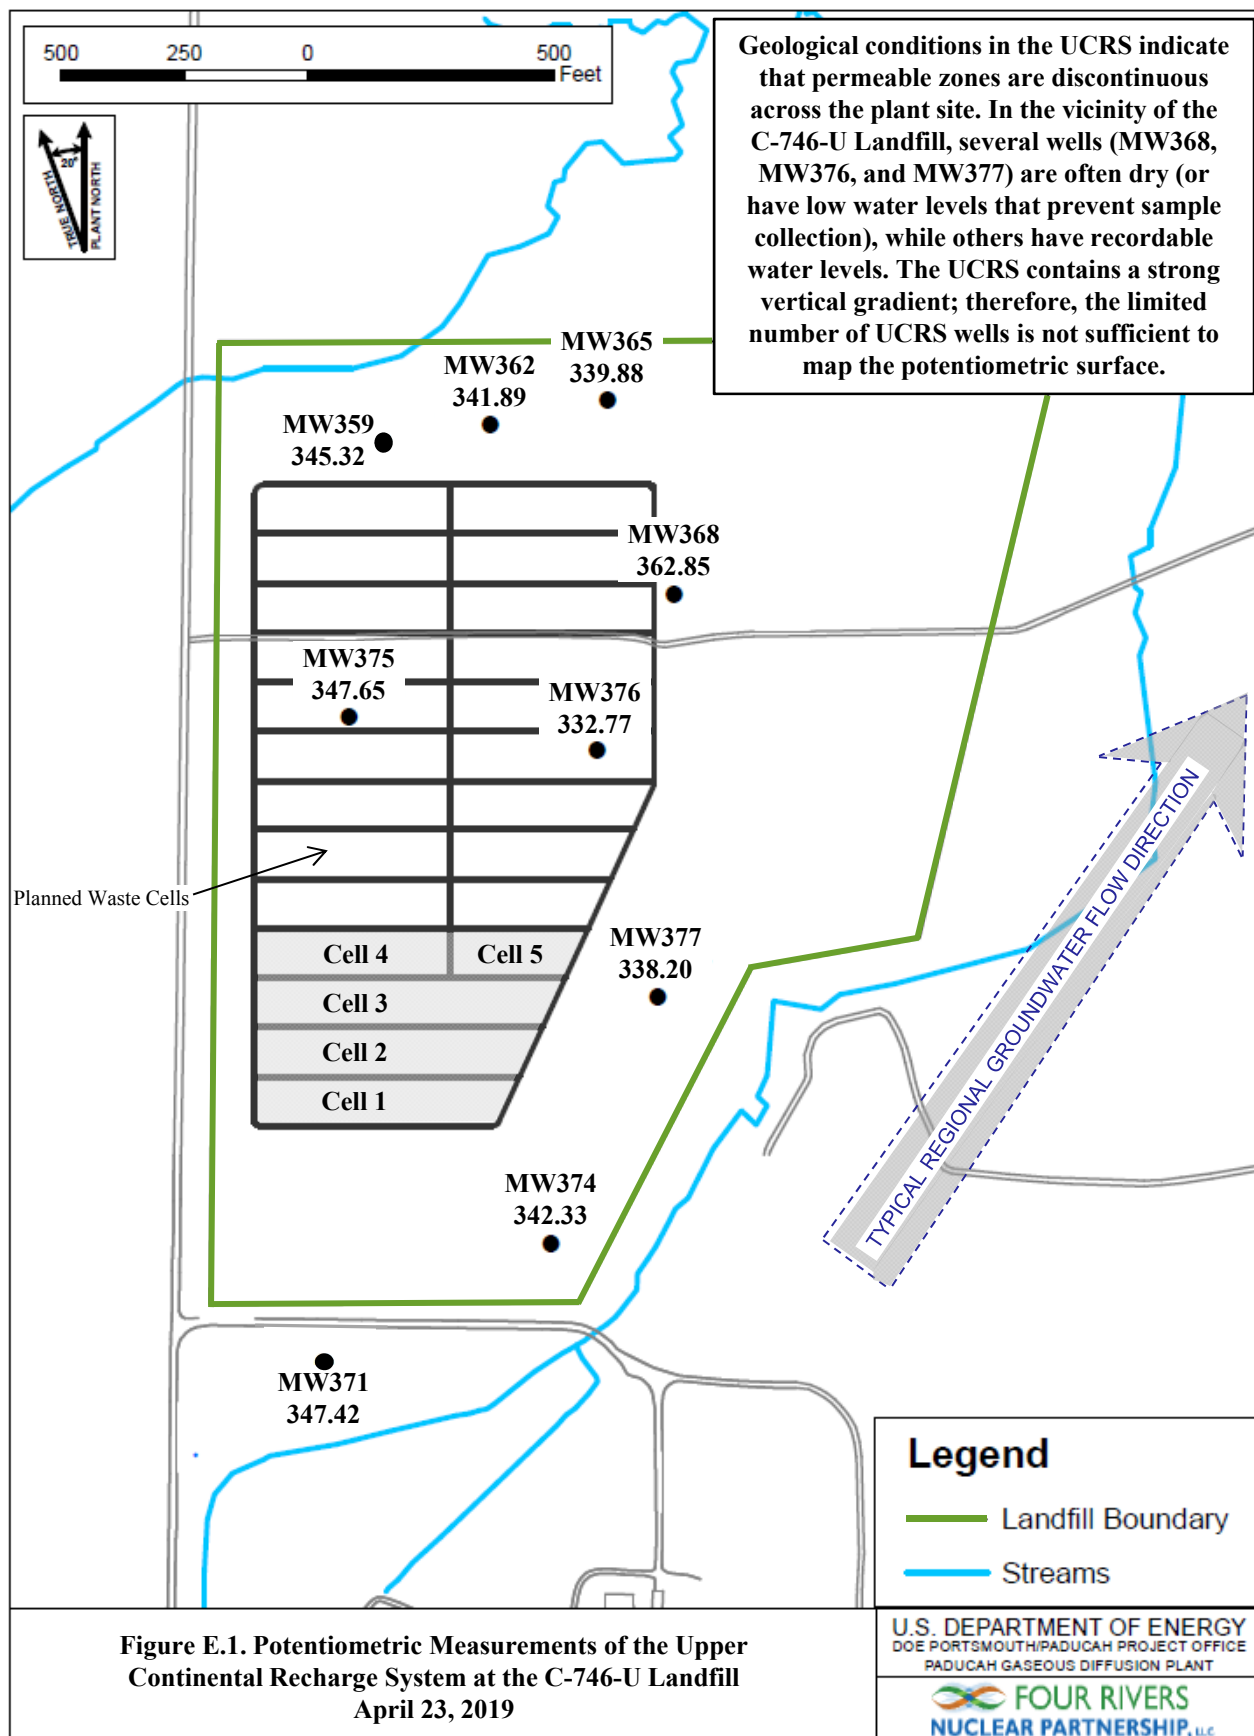 500 250 0 500
Feet
Geological conditions in the UCRS indicate
that permeable zones are discontinuous
across the plant site. In the vicinity of the
C-746-U Landfill, several wells (MW368,
MW376, and MW377) are often dry (or
have low water levels that prevent sample
collection), while others have recordable
water levels. The UCRS contains a strong
vertical gradient; therefore, the limited
number of UCRS wells is not sufficient to
map the potentiometric surface.
20°
TRUE NORTH
PLANT NORTH
MW365
339.88
MW362
341.89
MW359
345.32
MW368
362.85
MW375
347.65
MW376
332.77
Planned Waste Cells
MW377
338.20
Cell 4
Cell 5
Cell 3
Cell 2
Cell 1
TYPICAL REGIONAL GROUNDWATER FLOW DIRECTION
MW374
342.33
MW371
347.42
Legend
Landfill Boundary
Streams
Figure E.1. Potentiometric Measurements of the Upper
Continental Recharge System at the C-746-U Landfill
April 23, 2019
U.S. DEPARTMENT OF ENERGY
DOE PORTSMOUTH/PADUCAH PROJECT OFFICE
PADUCAH GASEOUS DIFFUSION PLANT
FOUR RIVERS
NUCLEAR PARTNERSHIP, LLC